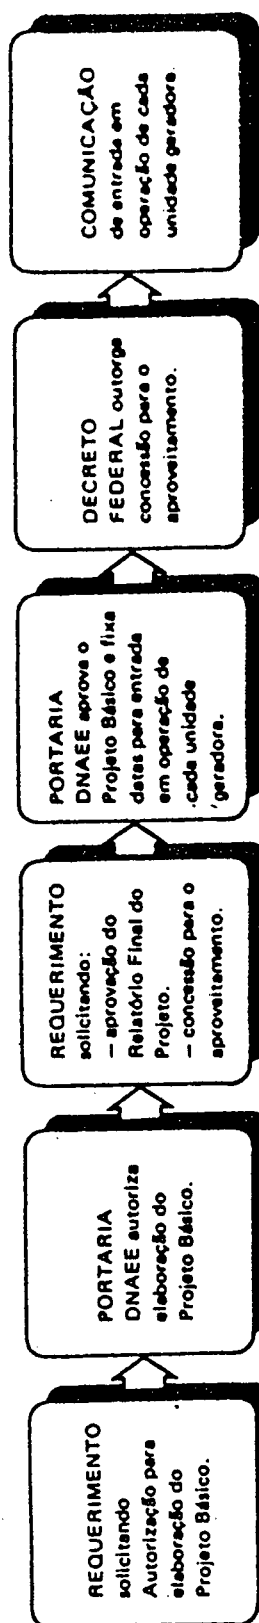 REQUERIMENTO
solicitando
Autorização para
elaboração do
Projeto Básico.
PORTARIA
DNAEE autoriza
elaboração do
Projeto Básico.
REQUERIMENTO
solicitando:
– aprovação do
Relatório Final do
Projeto.
– concessão para o
aproveitamento.
PORTARIA
DNAEE aprova o
Projeto Básico e fixa
datas para entrada
em operação de
cada unidade
geradora.
DECRETO
FEDERAL outorga
concessão para o
aproveitamento.
COMUNICAÇÃO
de entrada em
operação de cada
unidade geradora.